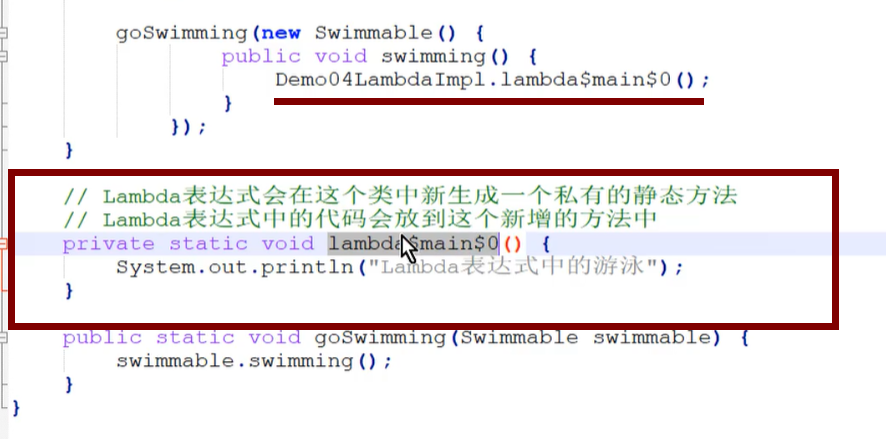 goSwimming(new Swimmable() {
public void swimming() {
Demo04LambdaImpl.lambda$main$0();
}
});
}
// Lambda表达式会在这个类中新生成一个私有的静态方法
// Lambda表达式中的代码会放到这个新增的方法中
private static void lambda$main$0() {
System.out.println("Lambda表达式中的游泳");
}
public static void goSwimming(Swimmable swimmable) {
swimmable.swimming();
}
}